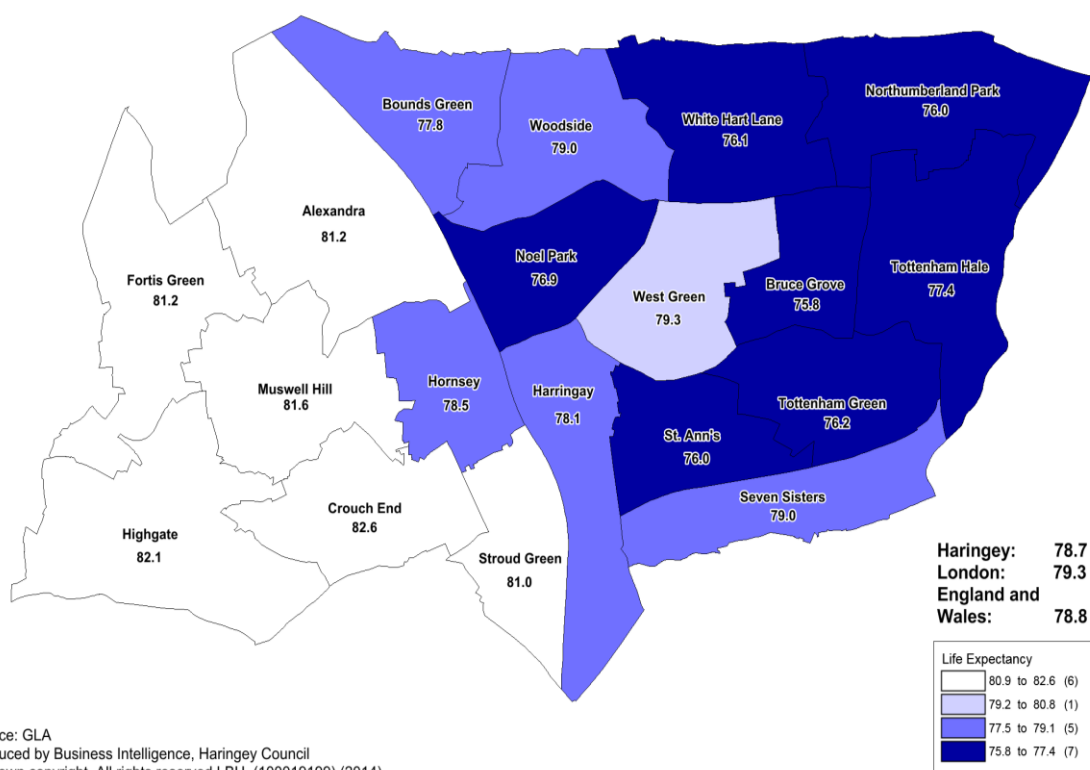 Bounds Green
77.8
Woodside
79.0
White Hart Lane
76.1
Northumberland Park
76.0
Alexandra
81.2
Fortis Green
81.2
Noel Park
76.9
West Green
79.3
Bruce Grove
75.8
Tottenham Hale
77.4
Muswell Hill
81.6
Hornsey
78.5
Harringay
78.1
St. Ann's
76.0
Tottenham Green
76.2
Highgate
82.1
Crouch End
82.6
Stroud Green
81.0
Seven Sisters
79.0
Haringey: 78.7
London: 79.3
England and
Wales: 78.8
Life Expectancy
80.9 to 82.6 (6)
79.2 to 80.8 (1)
77.5 to 79.1 (5)
75.8 to 77.4 (7)
ce: GLA
uced by Business Intelligence, Haringey Council